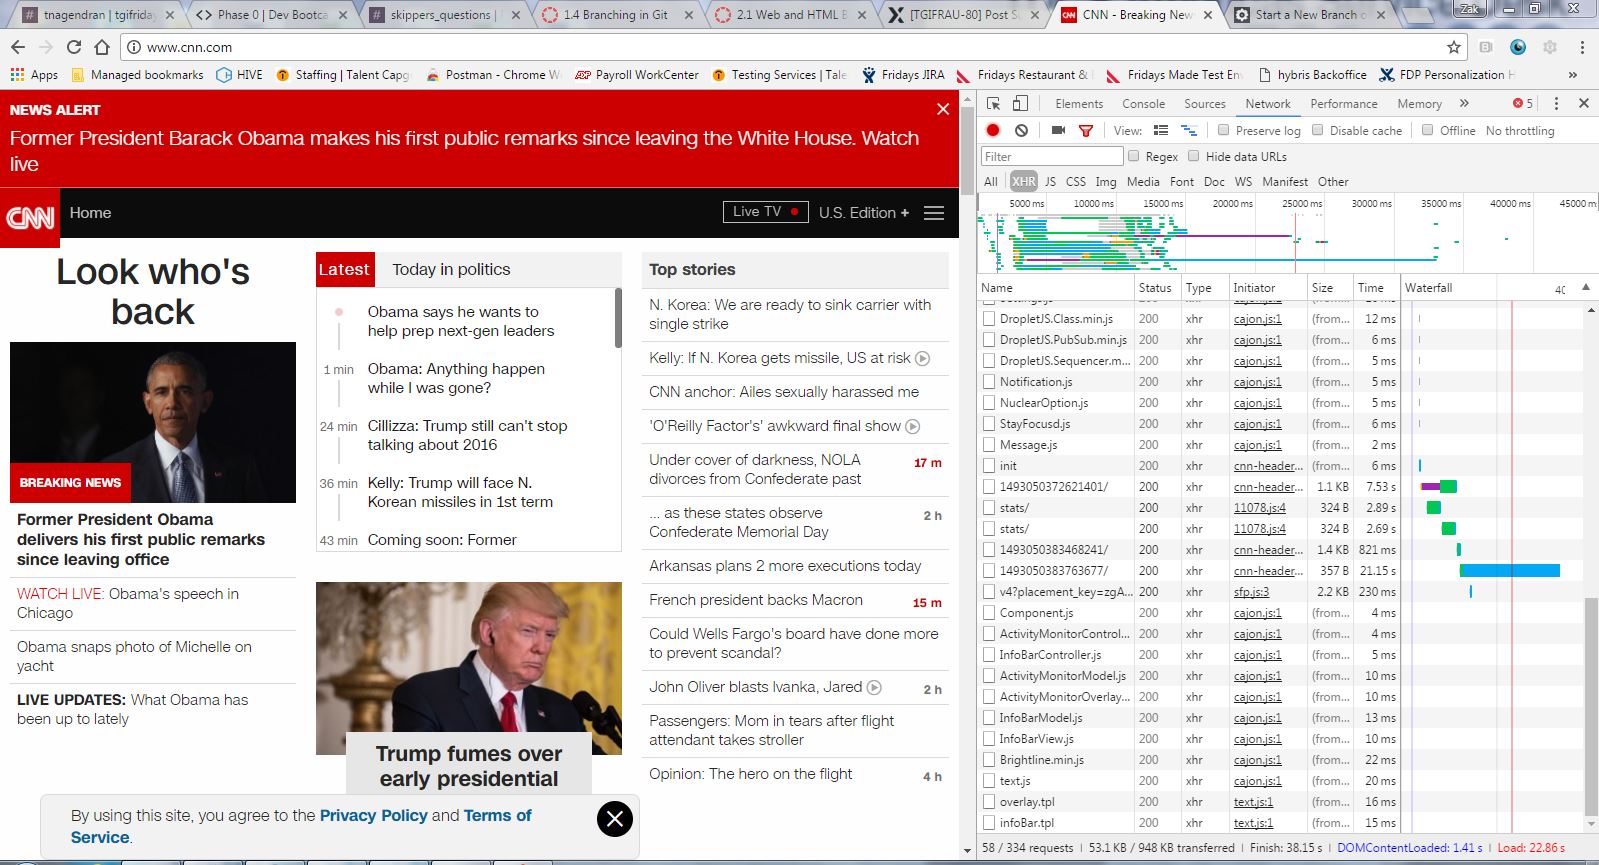 tnagendran | tgifriday
Phase 0 | Dev Bootca
skippers_questions |
1.4 Branching in Git
2.1 Web and HTML B
[TGIFRAU-80] Post S
CNN - Breaking New
Start a New Branch o
Zak
www.cnn.com
Apps
Managed bookmarks
HIVE
Staffing | Talent Capg
Postman - Chrome W
Payroll WorkCenter
Testing Services | Tale
Fridays JIRA
Fridays Restaurant &
Fridays Made Test En
hybris Backoffice
FDP Personalization H
»
NEWS ALERT
Former President Barack Obama makes his first public remarks since leaving the White House. Watch
live
CNN
Home
Live TV
U.S. Edition +
Look who's
back
BREAKING NEWS
Former President Obama
delivers his first public remarks
since leaving office
WATCH LIVE: Obama's speech in
Chicago
Obama snaps photo of Michelle on
yacht
LIVE UPDATES: What Obama has
been up to lately
Latest
Today in politics
Obama says he wants to
help prep next-gen leaders
1 min Obama: Anything happen
while I was gone?
24 min Cillizza: Trump still can't stop
talking about 2016
36 min Kelly: Trump will face N.
Korean missiles in 1st term
43 min Coming soon: Former
Trump fumes over
early presidential
Top stories
N. Korea: We are ready to sink carrier with
single strike
Kelly: If N. Korea gets missile, US at risk
CNN anchor: Ailes sexually harassed me
'O'Reilly Factor's' awkward final show
Under cover of darkness, NOLA 17 m
divorces from Confederate past
... as these states observe 2 h
Confederate Memorial Day
Arkansas plans 2 more executions today
French president backs Macron 15 m
Could Wells Fargo's board have done more
to prevent scandal?
John Oliver blasts Ivanka, Jared 2 h
Passengers: Mom in tears after flight
attendant takes stroller
Opinion: The hero on the flight 4 h
By using this site, you agree to the Privacy Policy and Terms of
Service.
Elements Console Sources Network Performance Memory » 5
View: Preserve log Disable cache Offline No throttling
Filter Regex Hide data URLs
All XHR JS CSS Img Media Font Doc WS Manifest Other
5000 ms 10000 ms 15000 ms 20000 ms 25000 ms 30000 ms 35000 ms 40000 ms 45000 m
Name Status Type Initiator Size Time Waterfall
DropletJS.Class.min.js 200 xhr cajon.js:1 (from... 12 ms
DropletJS.PubSub.min.js 200 xhr cajon.js:1 (from... 6 ms
DropletJS.Sequencer.m... 200 xhr cajon.js:1 (from... 5 ms
Notification.js 200 xhr cajon.js:1 (from... 5 ms
NuclearOption.js 200 xhr cajon.js:1 (from... 5 ms
StayFocusd.js 200 xhr cajon.js:1 (from... 6 ms
Message.js 200 xhr cajon.js:1 (from... 2 ms
init 200 xhr cnn-header... (from... 6 ms
1493050372621401/ 200 xhr cnn-header... 1.1 KB 7.53 s
stats/ 200 xhr 11078.js:4 324 B 2.89 s
stats/ 200 xhr 11078.js:4 324 B 2.69 s
1493050383468241/ 200 xhr cnn-header... 1.4 KB 821 ms
1493050383763677/ 200 xhr cnn-header... 357 B 21.15 s
v4?placement_key=zgA... 200 xhr sfp.js:3 2.2 KB 230 ms
Component.js 200 xhr cajon.js:1 (from... 4 ms
ActivityMonitorControl... 200 xhr cajon.js:1 (from... 4 ms
InfoBarController.js 200 xhr cajon.js:1 (from... 5 ms
ActivityMonitorModel.js 200 xhr cajon.js:1 (from... 10 ms
ActivityMonitorOverlay... 200 xhr cajon.js:1 (from... 10 ms
InfoBarModel.js 200 xhr cajon.js:1 (from... 13 ms
InfoBarView.js 200 xhr cajon.js:1 (from... 10 ms
Brightline.min.js 200 xhr cajon.js:1 (from... 22 ms
text.js 200 xhr cajon.js:1 (from... 20 ms
overlay.tpl 200 xhr text.js:1 (from... 16 ms
infoBar.tpl 200 xhr text.js:1 (from... 15 ms
58 / 334 requests | 53.1 KB / 948 KB transferred | Finish: 38.15 s | DOMContentLoaded: 1.41 s | Load: 22.86 s